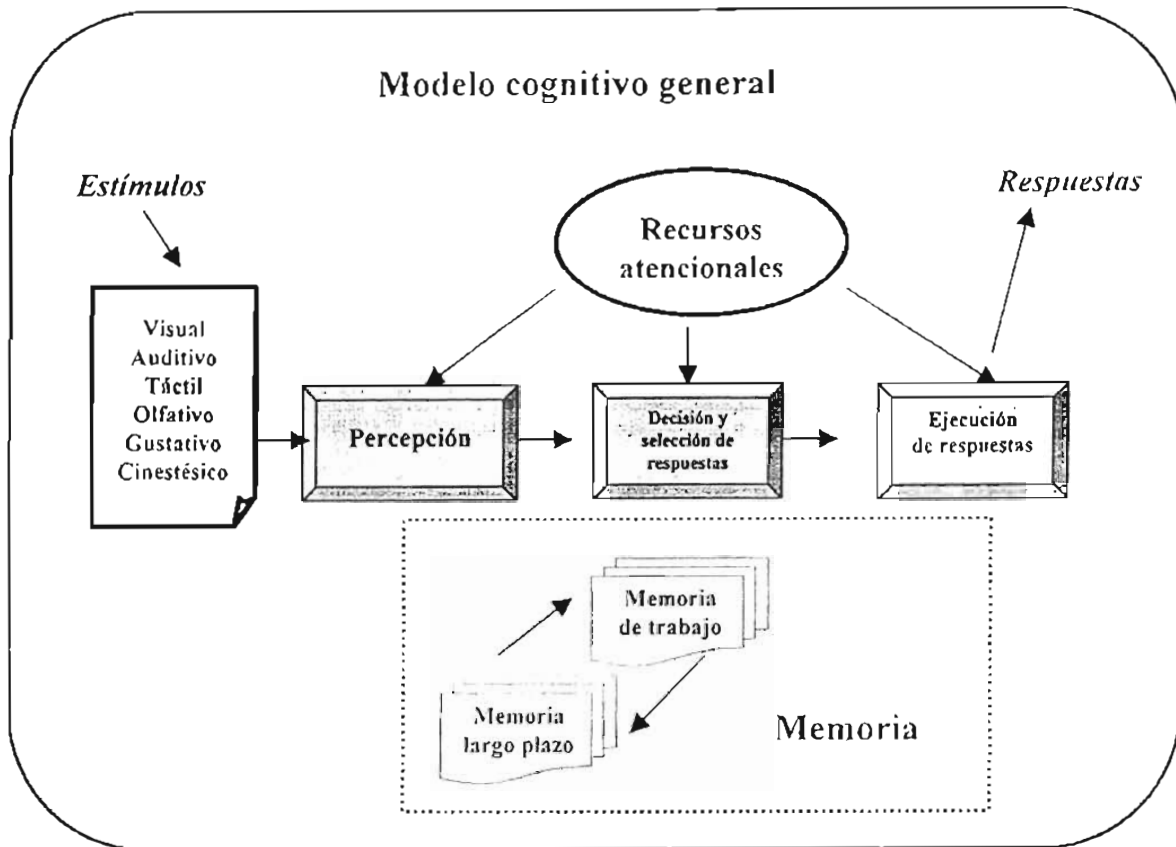 Modelo cognitivo general
Estímulos
Respuestas
Recursos
atencionales
Visual
Auditivo
Táctil
Olfativo
Gustativo
Cinestésico
Percepción
Decisión y
selección de
respuestas
Ejecución
de respuestas
Memoria
de trabajo
Memoria
largo plazo
Memoria